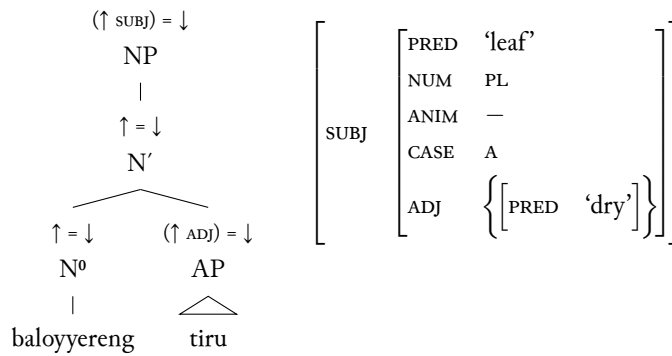 (↑ SUBJ) = ↓
NP
↑ = ↓
N′
↑ = ↓ (↑ ADJ) = ↓
N⁰ AP
baloyyereng tiru
SUBJ
PRED ‘leaf’
NUM PL
ANIM —
CASE A
ADJ {[PRED ‘dry’]}